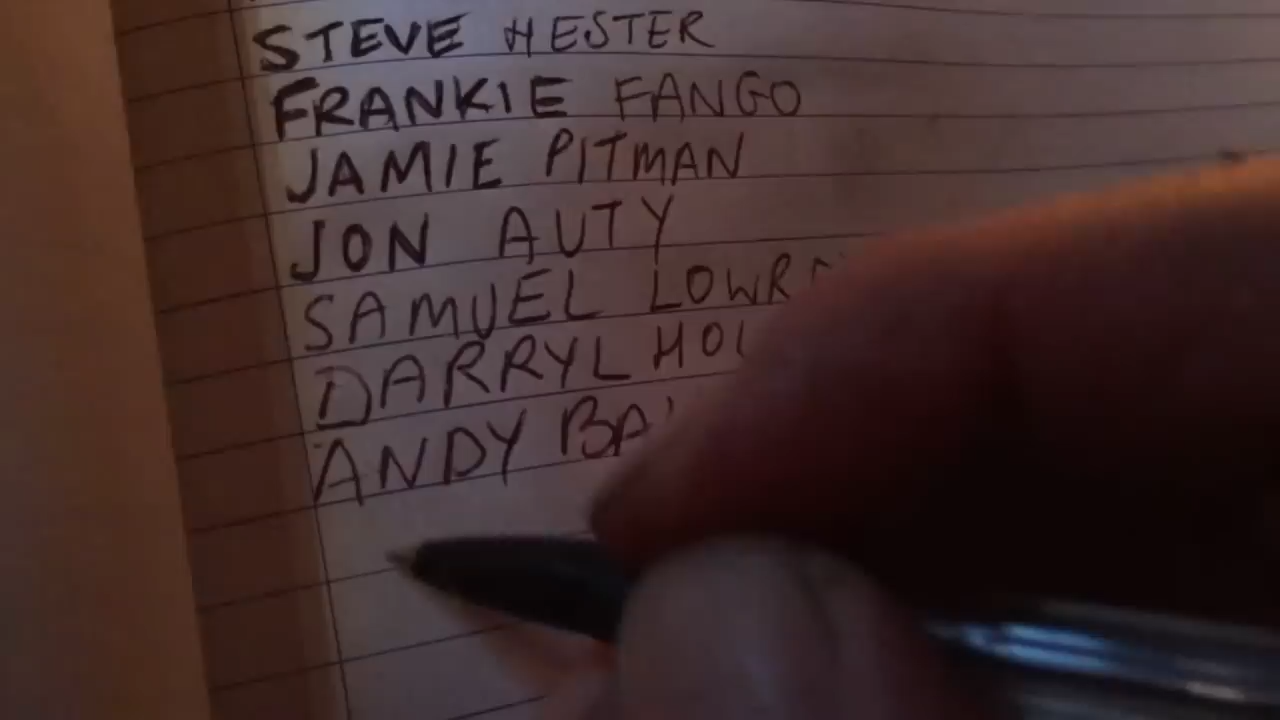 STEVE HESTER
FRANKIE FANGO
JAMIE PITMAN
JON AUTY
SAMUEL
DARRYL
ANDY